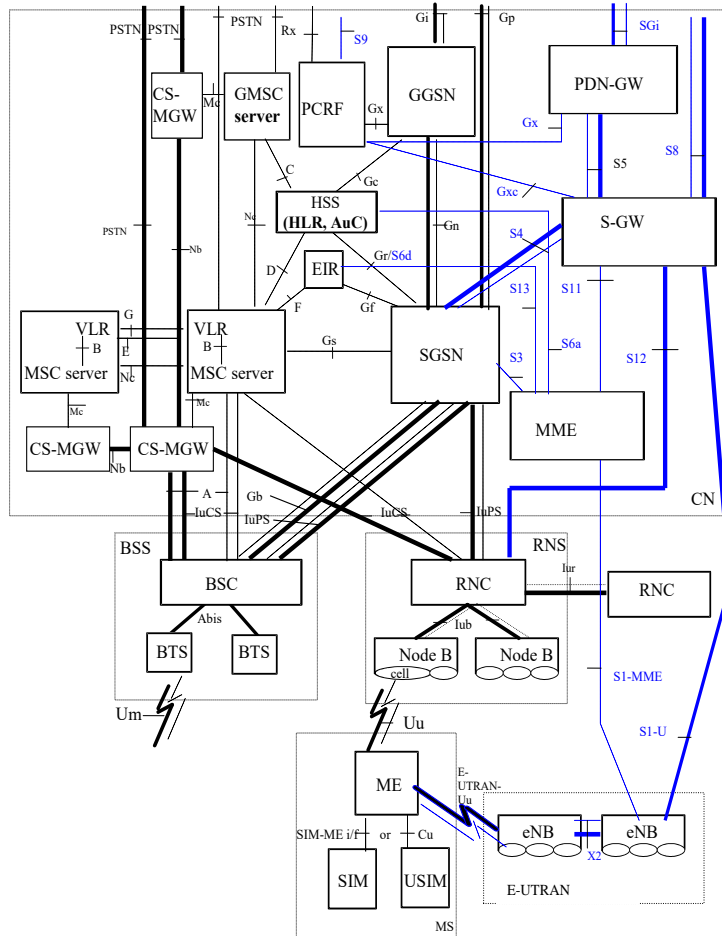 PSTN PSTN
PSTN
Rx
S9
Gi
Gp
SGi
CS-
MGW
Mc
GMSC
server
PCRF
Gx
GGSN
PDN-GW
Gx
S5
S8
C
Gc
Gxc
HSS
(HLR, AuC)
PSTN
Nb
Nc
Gn
S4
S-GW
D
EIR
Gr/S6d
F
Gf
S13
S11
G
VLR
B
E
MSC server
Nc
VLR
B
MSC server
Gs
SGSN
S3
S6a
S12
Mc
Mc
MME
CS-MGW
Nb
CS-MGW
CN
A
Gb
IuCS
IuPS
IuCS
IuPS
BSS
RNS
BSC
RNC
Iur
RNC
Abis
Iub
BTS
BTS
Node B
Node B
cell
S1-MME
Um
Uu
S1-U
ME
E-
UTRAN-
Uu
SIM-ME i/f or Cu
eNB
X2
eNB
SIM
USIM
E-UTRAN
MS